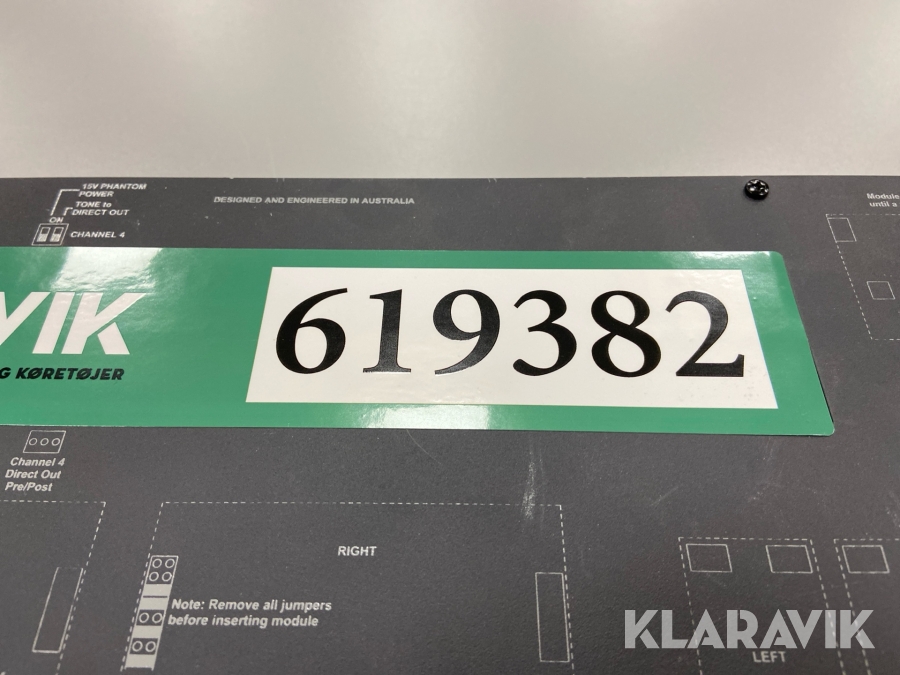 15V PHANTOM
POWER
TONE to
DIRECT OUT
ON
CHANNEL 4
DESIGNED AND ENGINEERED IN AUSTRALIA
Module
until a
VIK
G KØRETØJER
619382
Channel 4
Direct Out
Pre/Post
RIGHT
Note: Remove all jumpers
before inserting module
LEFT
KLARAVIK